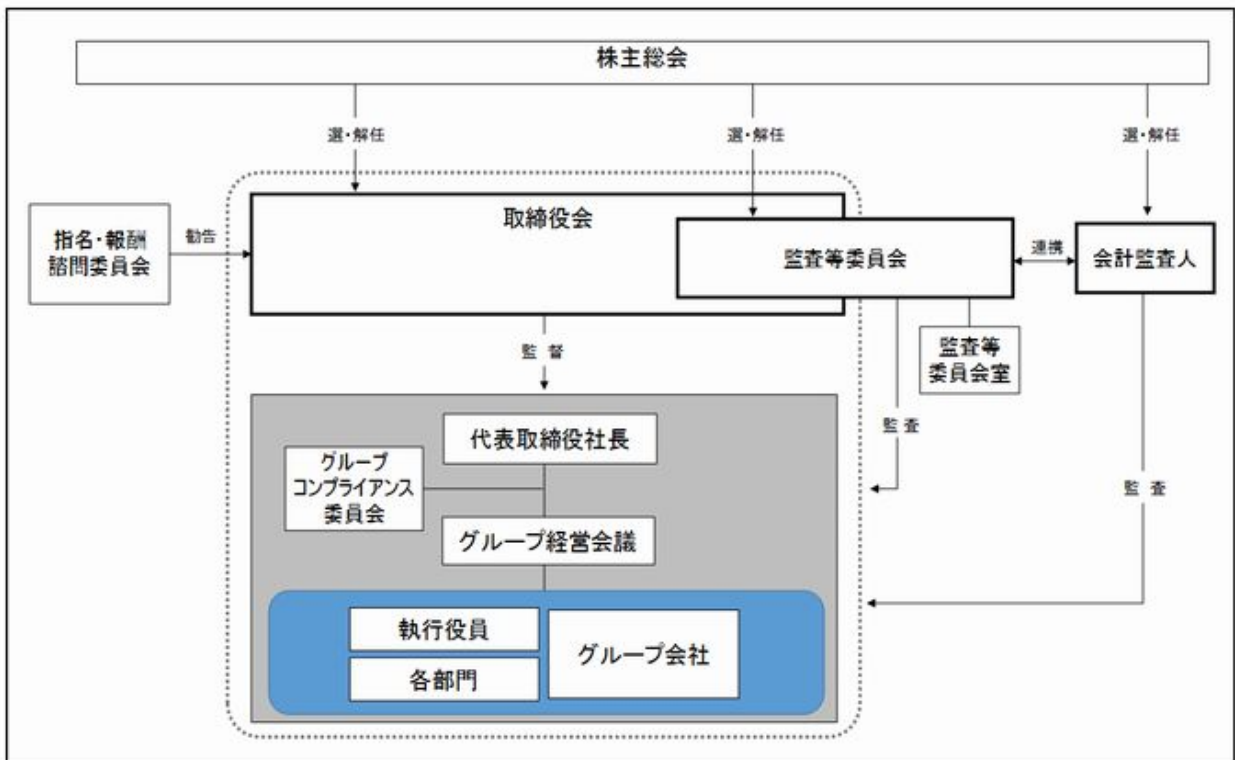 株主総会
選・解任
選・解任
選・解任
取締役会
指名・報酬
諮問委員会
勧告
監査等委員会
連携
会計監査人
監査等
委員会室
監 督
監 査
監 査
代表取締役社長
グループ
コンプライアンス
委員会
グループ経営会議
執行役員
各部門
グループ会社